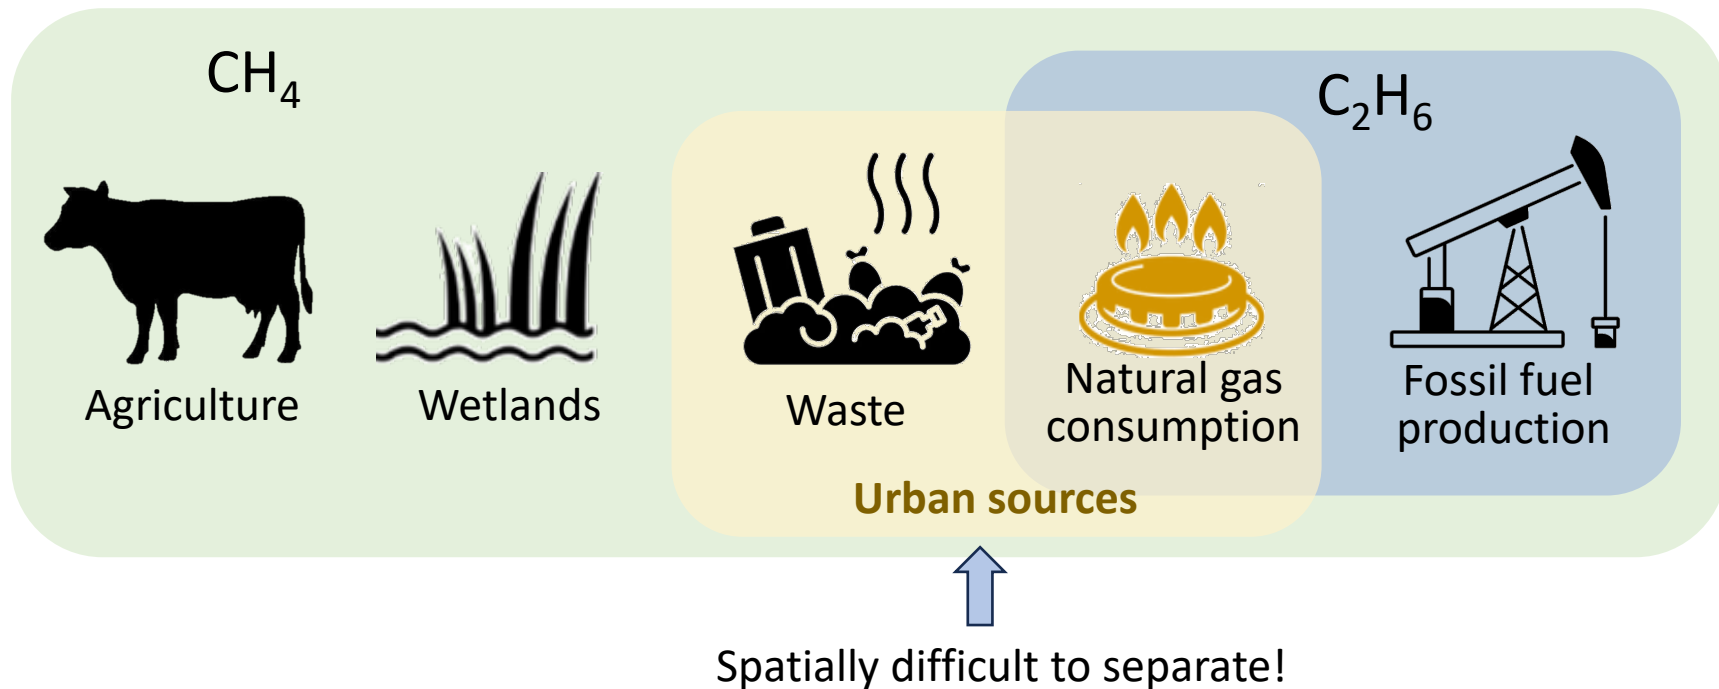 CH₄
C₂H₆
Agriculture
Wetlands
Waste
Natural gas
consumption
Fossil fuel
production
Urban sources
Spatially difficult to separate!